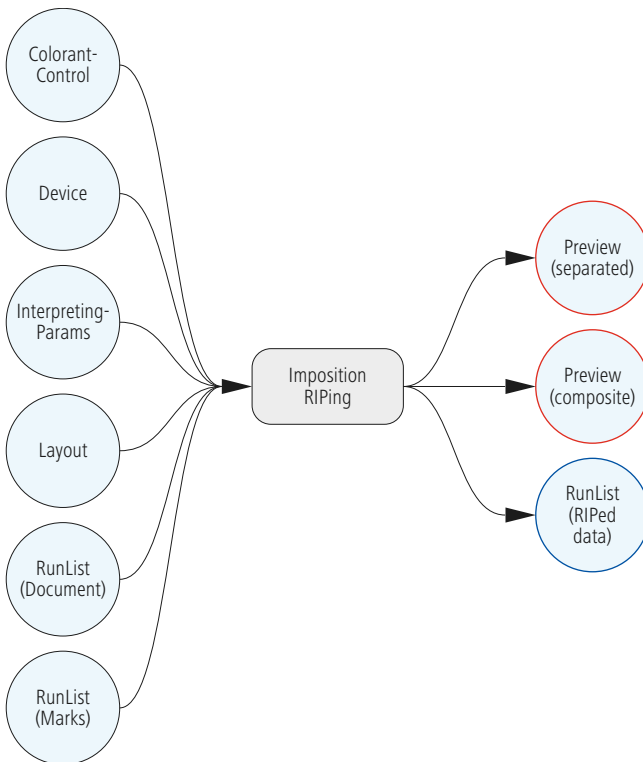 Colorant-
Control
Device
Interpreting-
Params
Layout
RunList
(Document)
RunList
(Marks)
Imposition
RIPing
Preview
(separated)
Preview
(composite)
RunList
(RIPed
data)